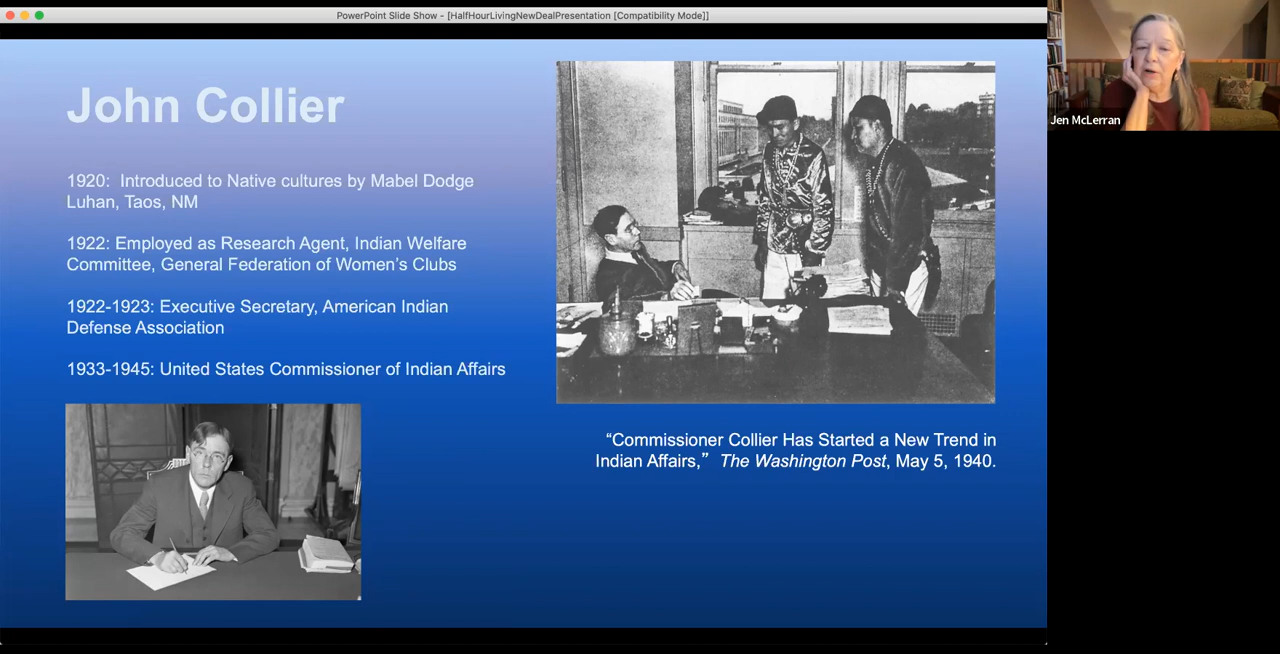 PowerPoint Slide Show - [HalfHourLivingNewDealPresentation [Compatibility Mode]]
John Collier
1920:  Introduced to Native cultures by Mabel Dodge
Luhan, Taos, NM
1922: Employed as Research Agent, Indian Welfare
Committee, General Federation of Women’s Clubs
1922-1923: Executive Secretary, American Indian
Defense Association
1933-1945: United States Commissioner of Indian Affairs
“Commissioner Collier Has Started a New Trend in
Indian Affairs,”  The Washington Post, May 5, 1940.
Jen McLerran